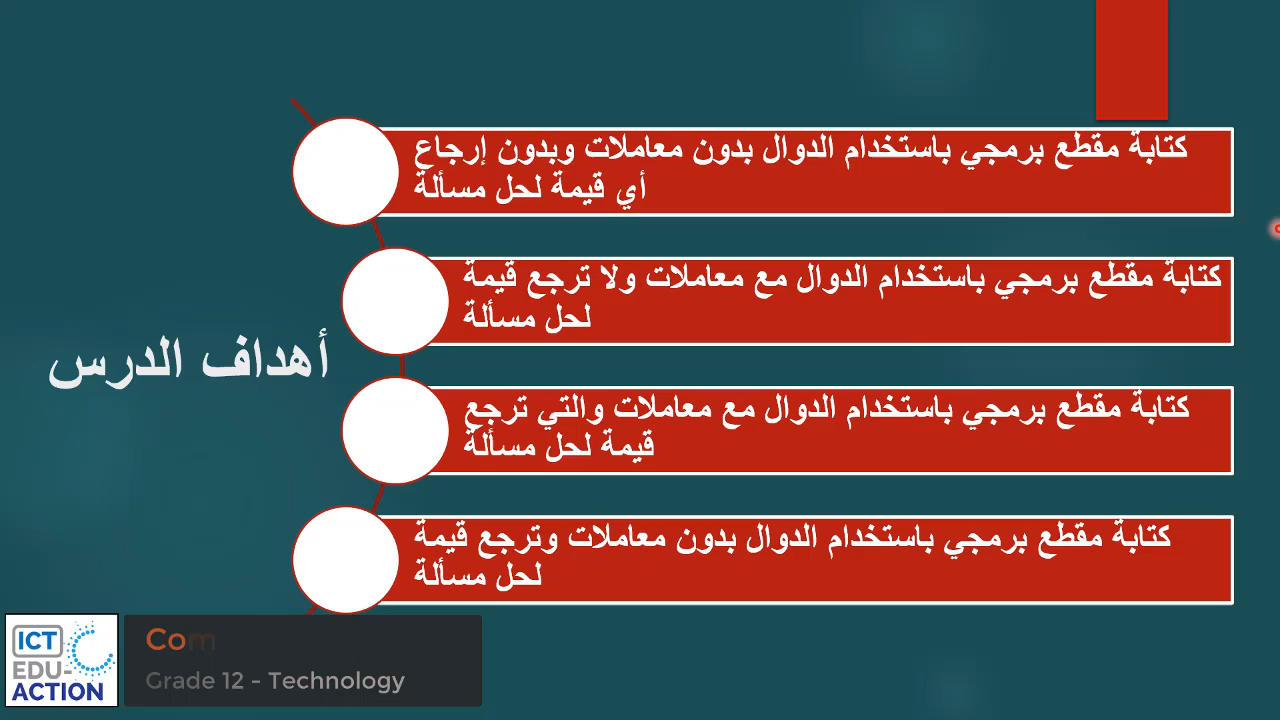 أهداف الدرس
كتابة مقطع برمجي باستخدام الدوال بدون معاملات وبدون إرجاع
أي قيمة لحل مسألة
كتابة مقطع برمجي باستخدام الدوال مع معاملات ولا ترجع قيمة
لحل مسألة
كتابة مقطع برمجي باستخدام الدوال مع معاملات والتي ترجع
قيمة لحل مسألة
كتابة مقطع برمجي باستخدام الدوال بدون معاملات وترجع قيمة
لحل مسألة
ICT
EDU-
ACTION
Com
Grade 12 - Technology